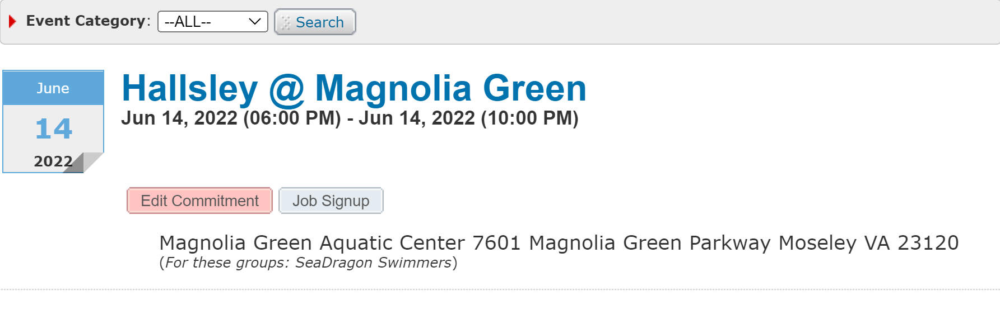 Event Category: --ALL-- Search
June
14
2022
Hallsley @ Magnolia Green
Jun 14, 2022 (06:00 PM) - Jun 14, 2022 (10:00 PM)
Edit Commitment Job Signup
Magnolia Green Aquatic Center 7601 Magnolia Green Parkway Moseley VA 23120
(For these groups: SeaDragon Swimmers)